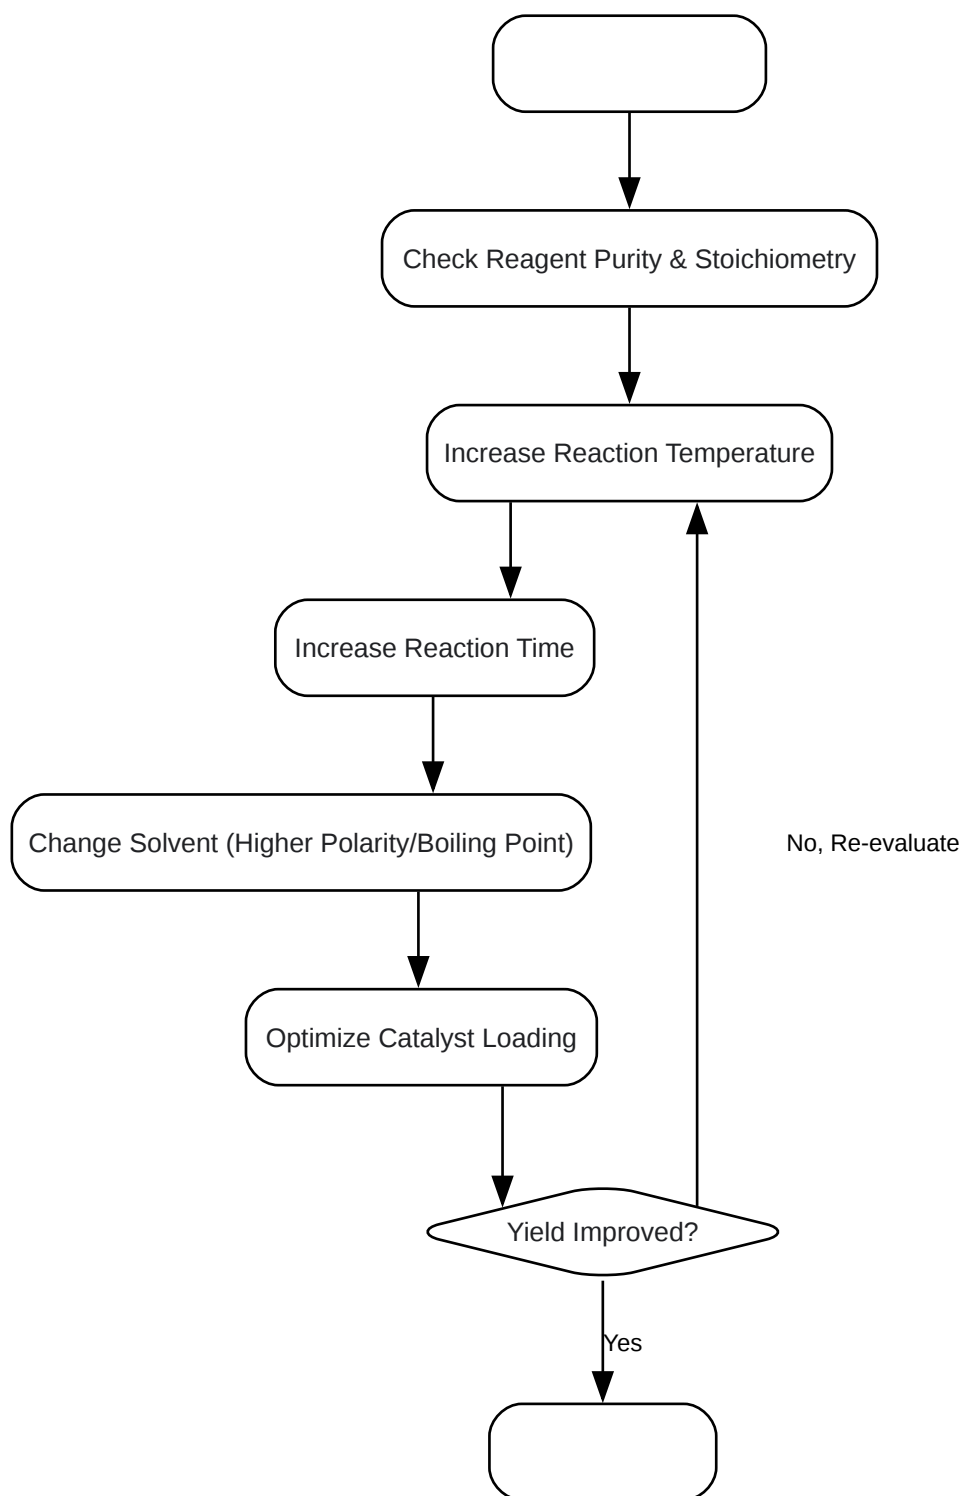 Check Reagent Purity & Stoichiometry
Increase Reaction Temperature
Increase Reaction Time
Change Solvent (Higher Polarity/Boiling Point)
No, Re-evaluate
Optimize Catalyst Loading
Yield Improved?
Yes